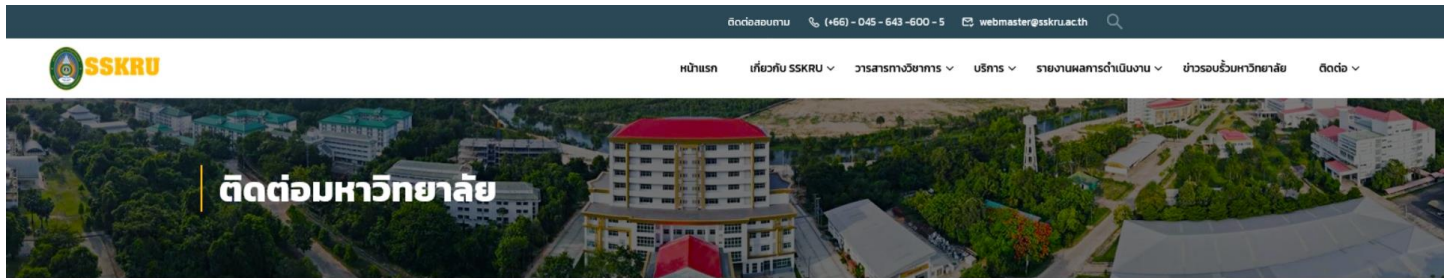 ติดต่อสอบถาม (+66) - 045 - 643 -600 - 5 webmaster@sskru.ac.th
SSKRU
หน้าแรก เกี่ยวกับ SSKRU วารสารทางวิชาการ บริการ รายงานผลการดำเนินงาน ข่าวรอบรั้วมหาวิทยาลัย ติดต่อ
ติดต่อมหาวิทยาลัย